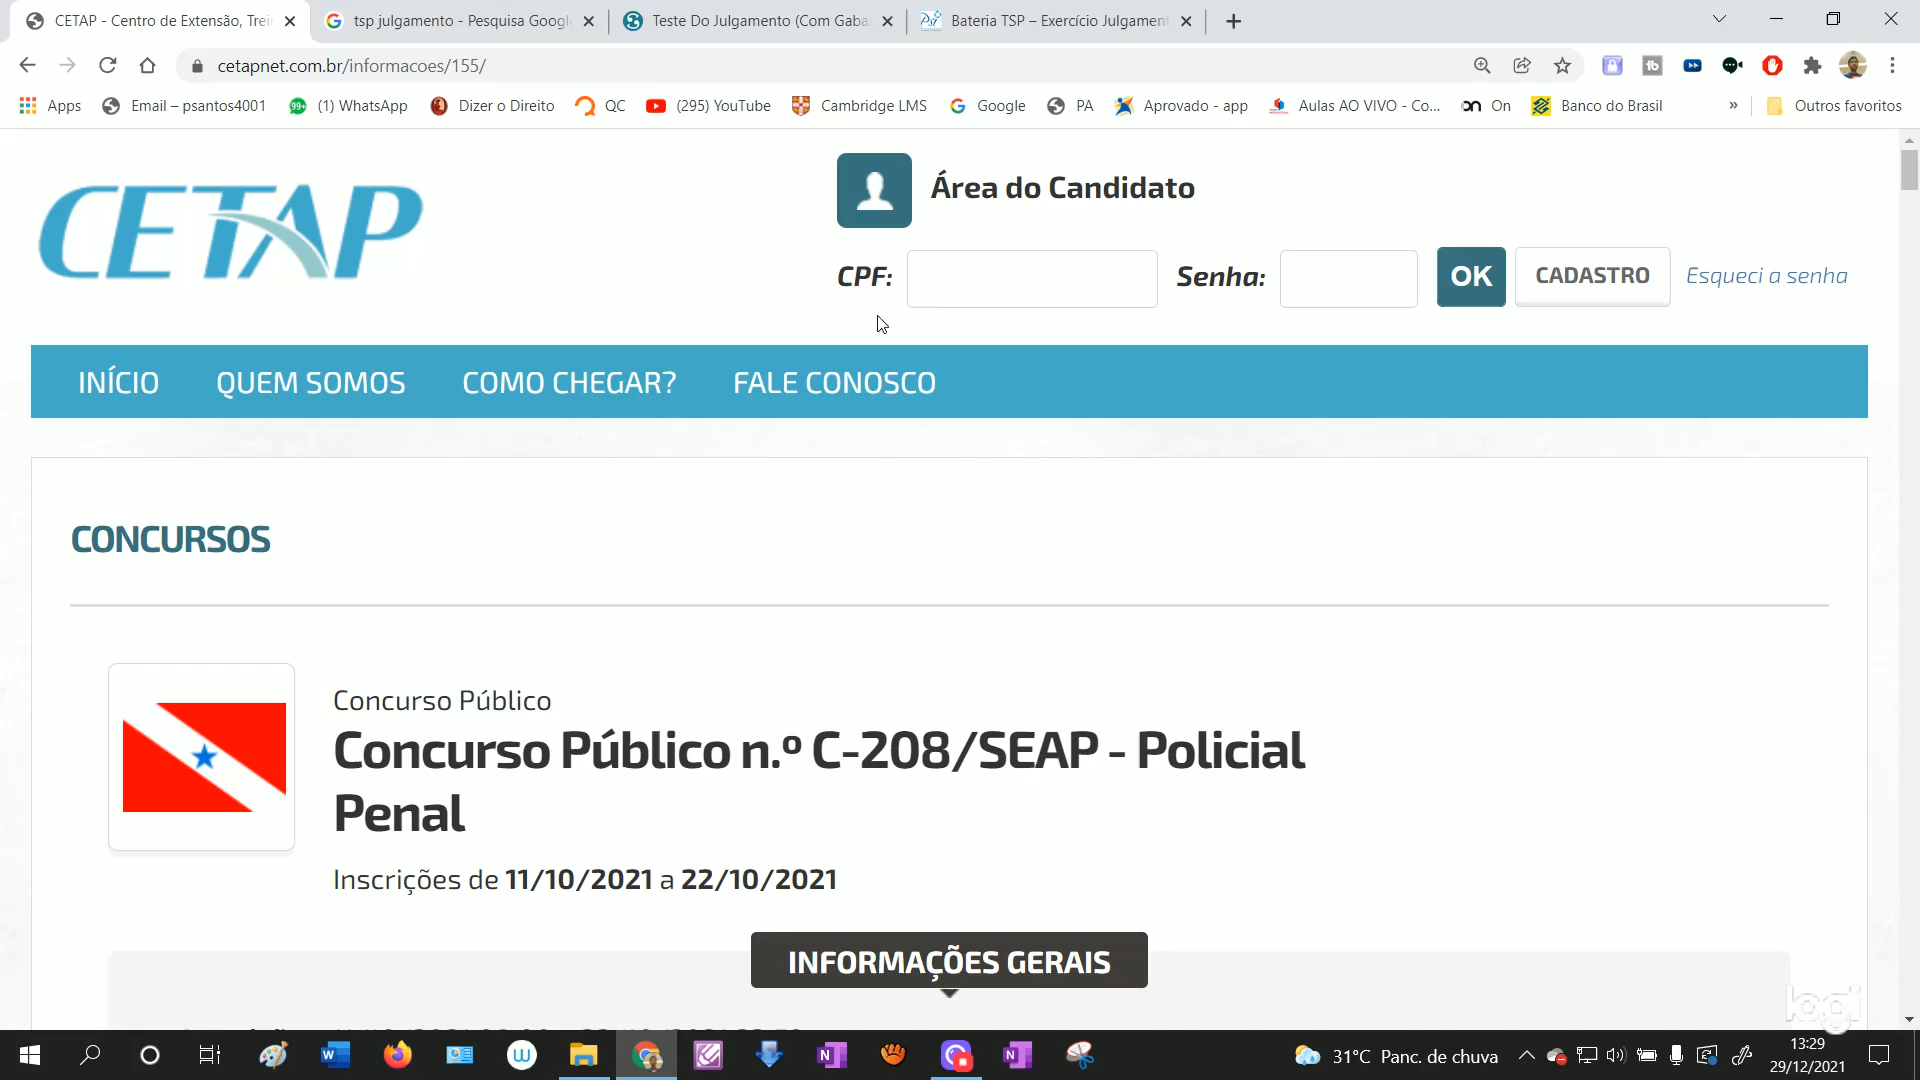 CETAP - Centro de Extensão, Trei
tsp julgamento - Pesquisa Google
Teste Do Julgamento (Com Gaba
Bateria TSP – Exercício Julgament
cetapnet.com.br/informacoes/155/
Apps
Email – psantos4001
(1) WhatsApp
Dizer o Direito
QC
(295) YouTube
Cambridge LMS
Google
PA
Aprovado - app
Aulas AO VIVO - Co...
On
Banco do Brasil
»
Outros favoritos
CETAP
Área do Candidato
CPF:
Senha:
OK
CADASTRO
Esqueci a senha
INÍCIO
QUEM SOMOS
COMO CHEGAR?
FALE CONOSCO
CONCURSOS
Concurso Público
Concurso Público n.º C-208/SEAP - Policial
Penal
Inscrições de 11/10/2021 a 22/10/2021
INFORMAÇÕES GERAIS
logi
31°C Panc. de chuva
13:29
29/12/2021